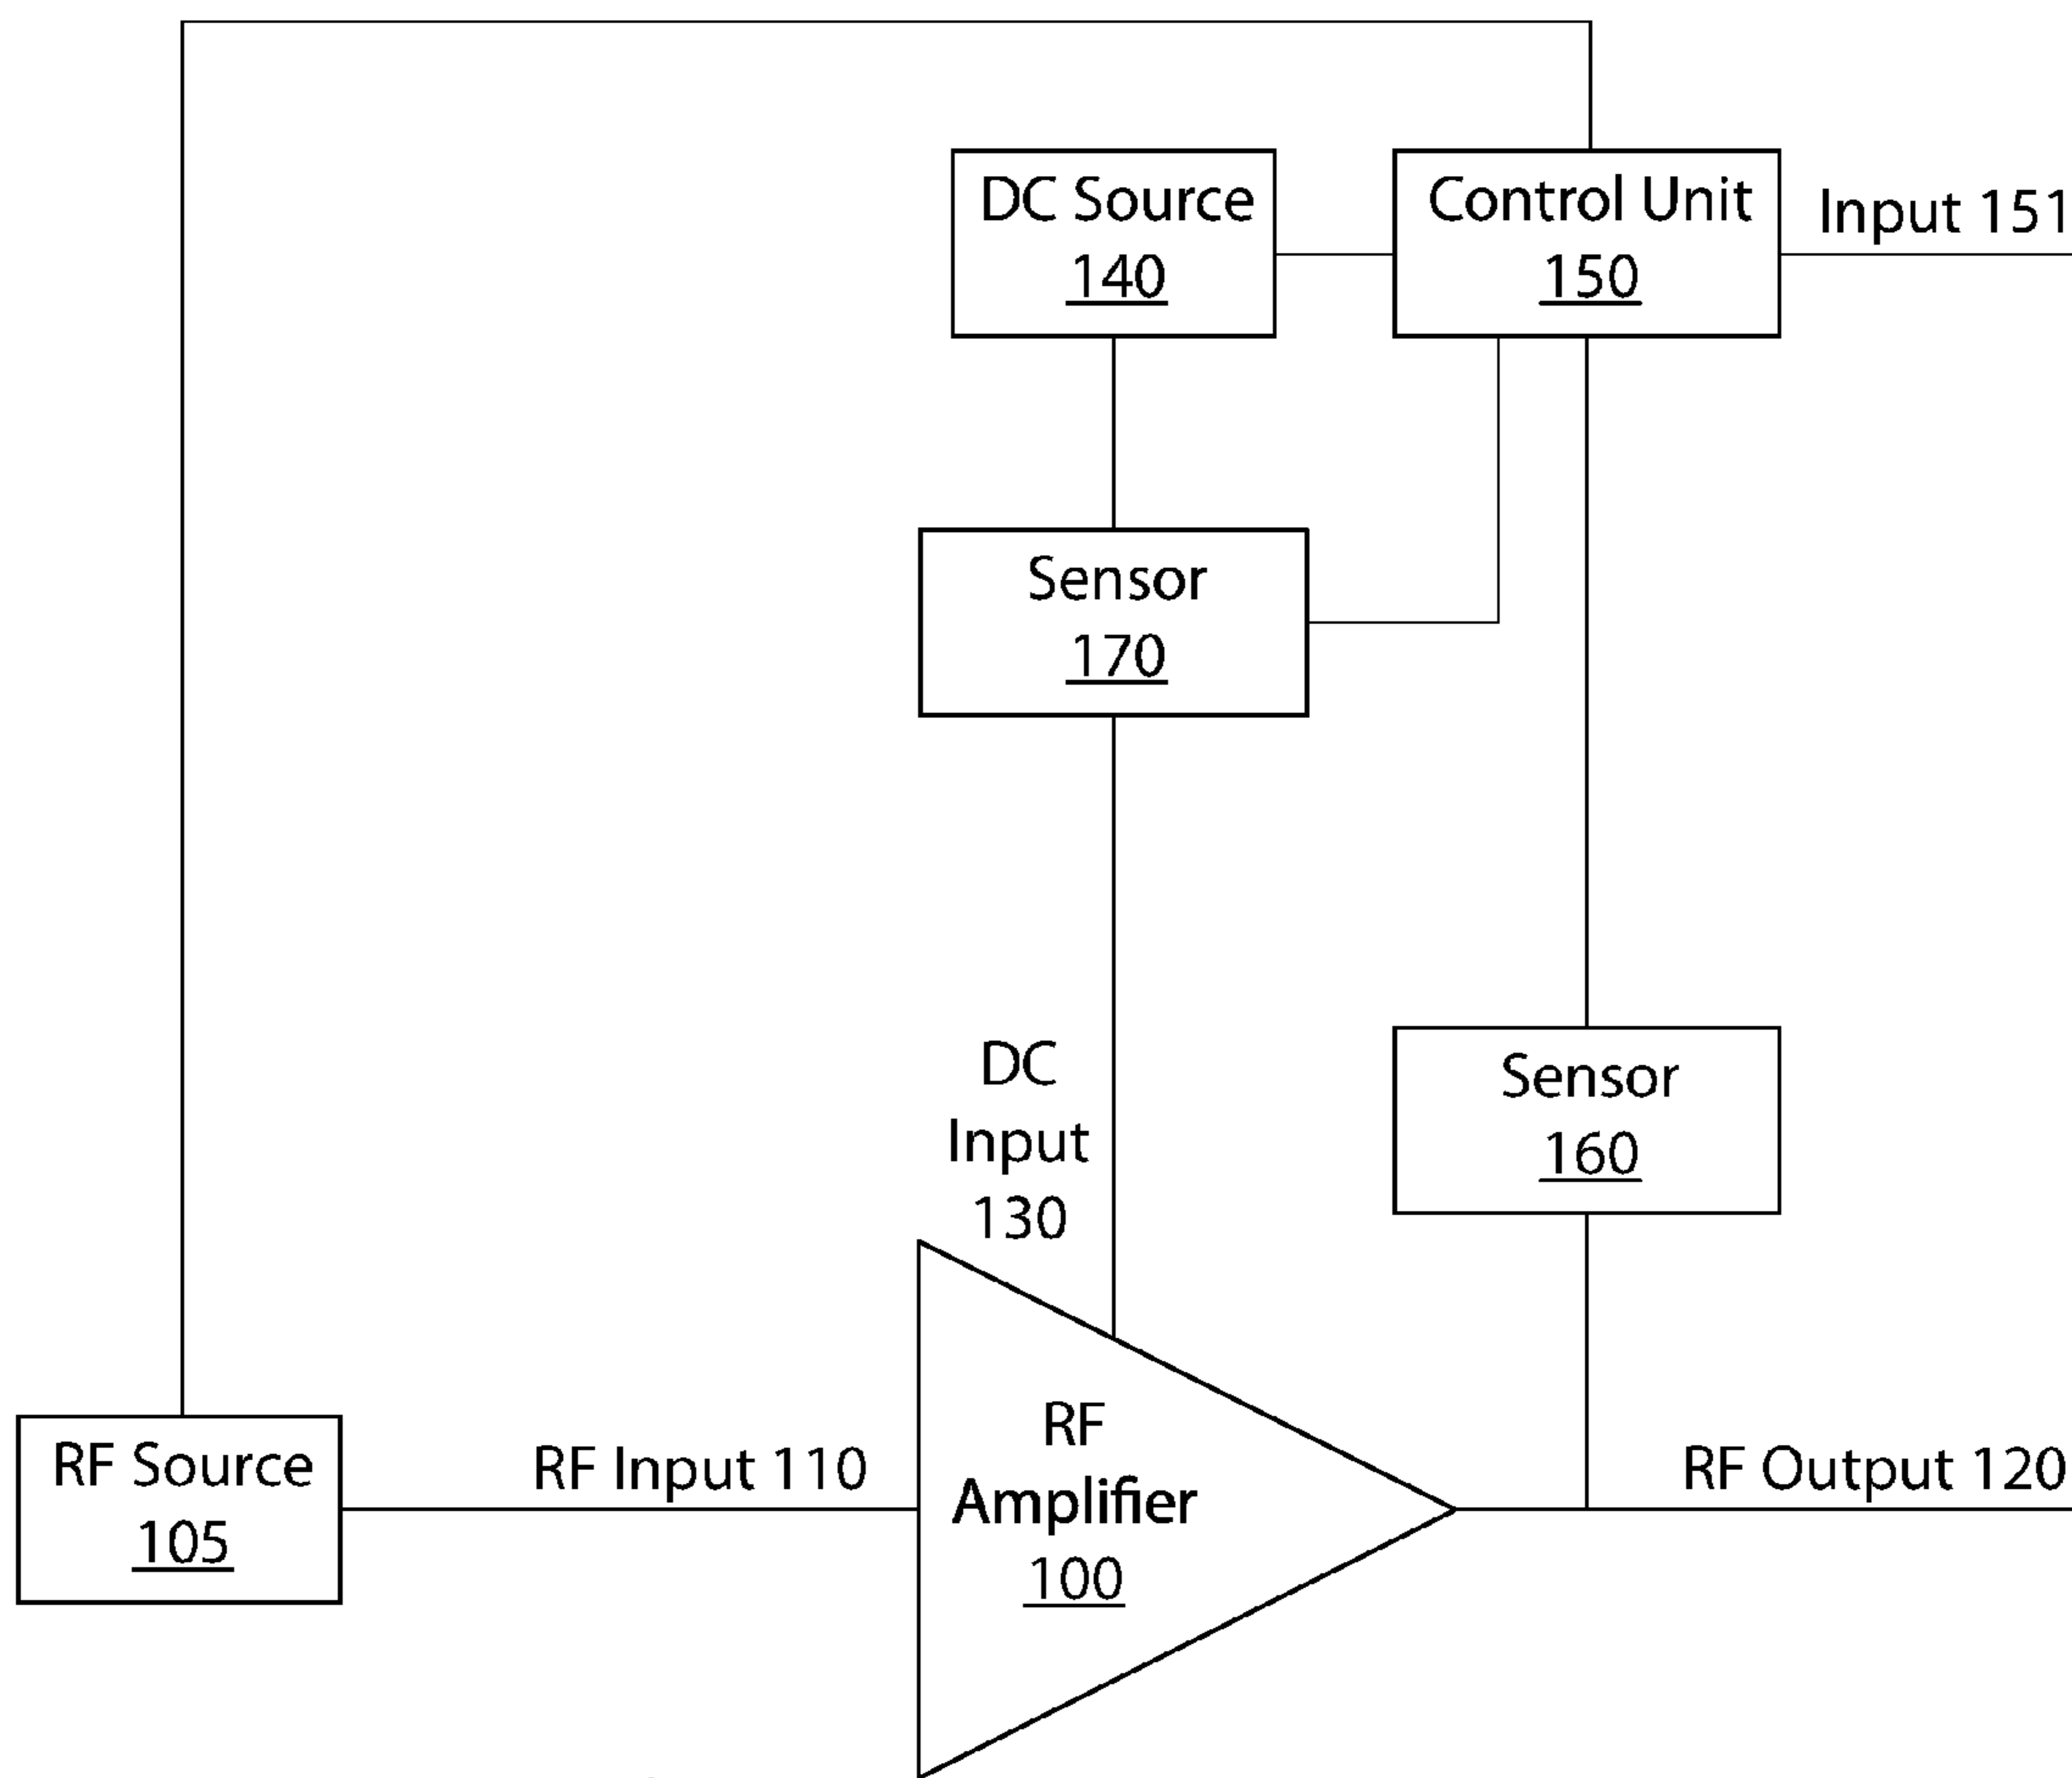 DC Source
140
Control Unit
150
Input 151
Sensor
170
DC
Input
130
Sensor
160
RF Source
105
RF Input 110
RF
Amplifier
100
RF Output 120